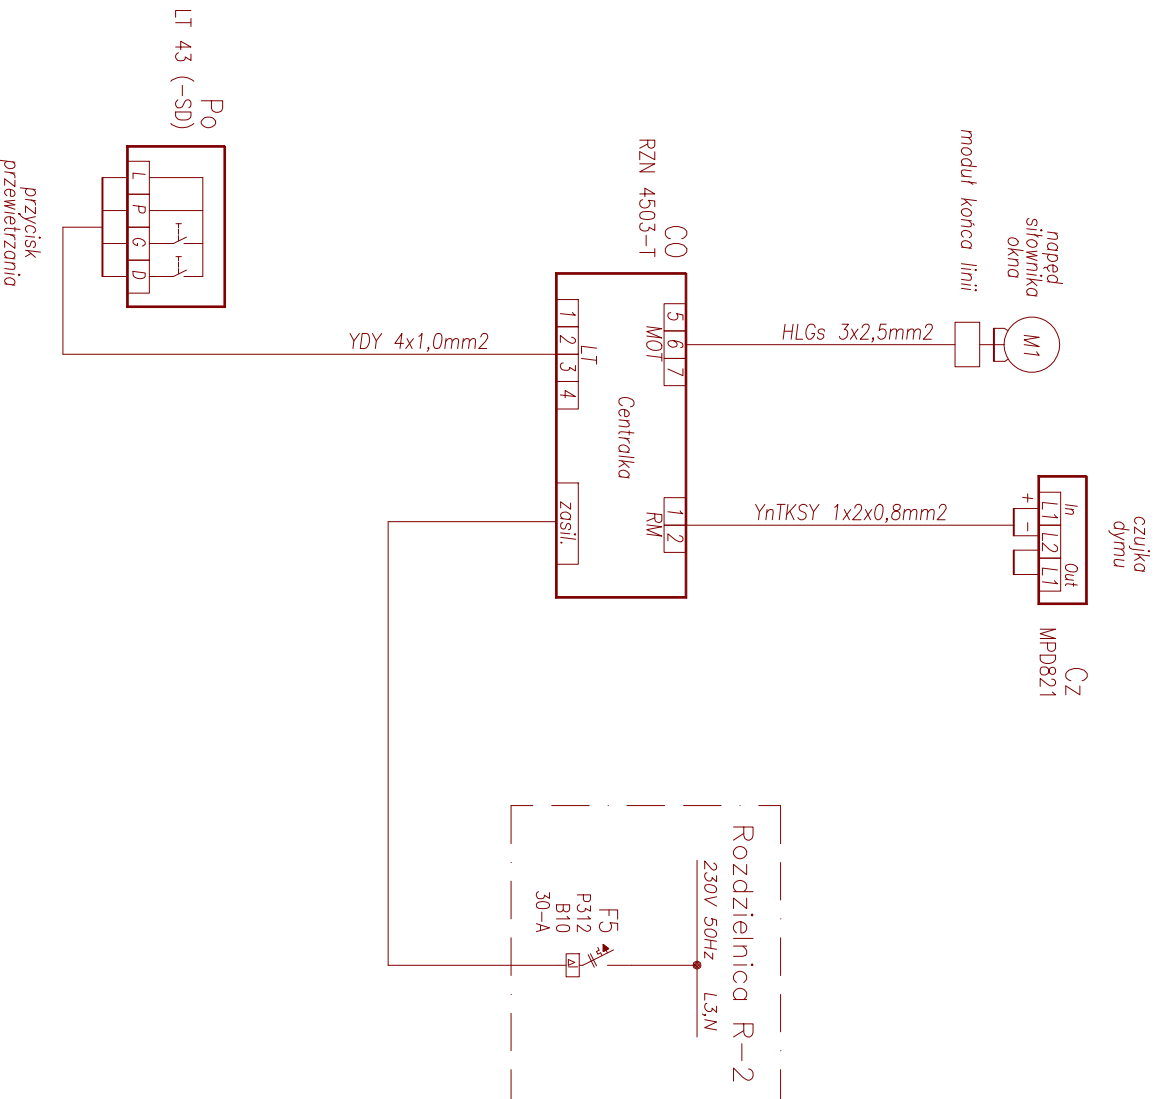 LT 43 (-SD)
Po
przycisk
przewietrzania
L P G D
YDY 4x1,0mm2
RZN 4503-T
CO
5 6 7
MOT
1 2 3 4
LT
Centralka
1 2
RM
zasil.
HLGs 3x2,5mm2
moduł końca linii
napęd
siłownika
okna
M1
YnTKSY 1x2x0,8mm2
czujka
dymu
In
Out
L1 L2 L1
+ -
Cz
MPD821
Rozdzielnica R-2
230V 50Hz L3,N
F5
P312
B10
30-A